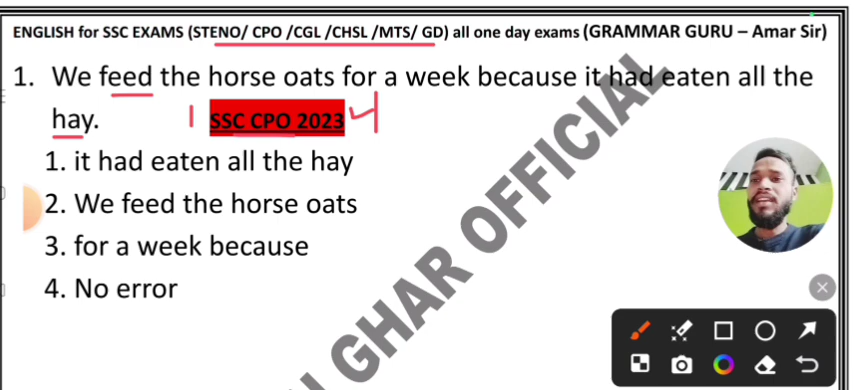 ENGLISH for SSC EXAMS (STENO/ CPO /CGL /CHSL /MTS/ GD) all one day exams (GRAMMAR GURU – Amar Sir)
1. We feed the horse oats for a week because it had eaten all the
hay.
SSC CPO 2023
1. it had eaten all the hay
2. We feed the horse oats
3. for a week because
4. No error
GHAR OFFICIAL